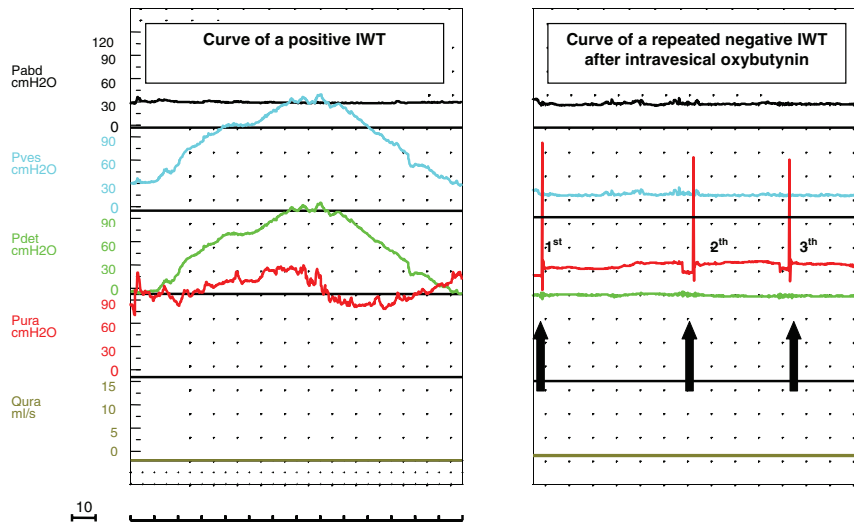 Curve of a positive IWT
Curve of a repeated negative IWT
after intravesical oxybutynin
Pabd
cmH2O
120
90
60
30
0
Pves
cmH2O
90
60
30
0
Pdet
cmH2O
90
60
30
0
Pura
cmH2O
90
60
30
0
Qura
ml/s
15
10
5
0
1st
2th
3th
10